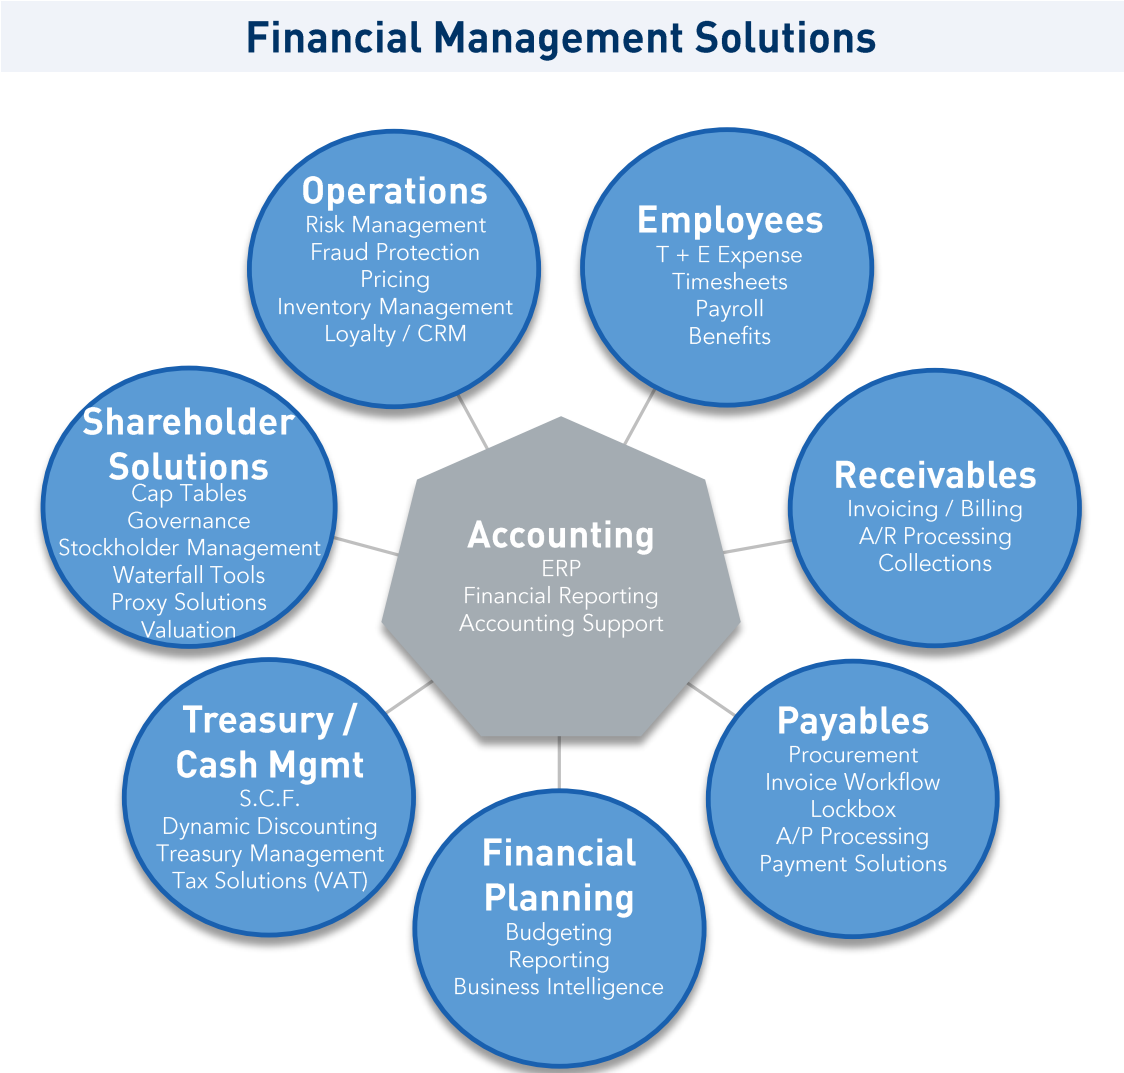 Financial Management Solutions
Operations
Risk Management
Fraud Protection
Pricing
Inventory Management
Loyalty / CRM
Employees
T + E Expense
Timesheets
Payroll
Benefits
Shareholder
Solutions
Cap Tables
Governance
Stockholder Management
Waterfall Tools
Proxy Solutions
Valuation
Accounting
ERP
Financial Reporting
Accounting Support
Receivables
Invoicing / Billing
A/R Processing
Collections
Treasury /
Cash Mgmt
S.C.F.
Dynamic Discounting
Treasury Management
Tax Solutions (VAT)
Financial
Planning
Budgeting
Reporting
Business Intelligence
Payables
Procurement
Invoice Workflow
Lockbox
A/P Processing
Payment Solutions